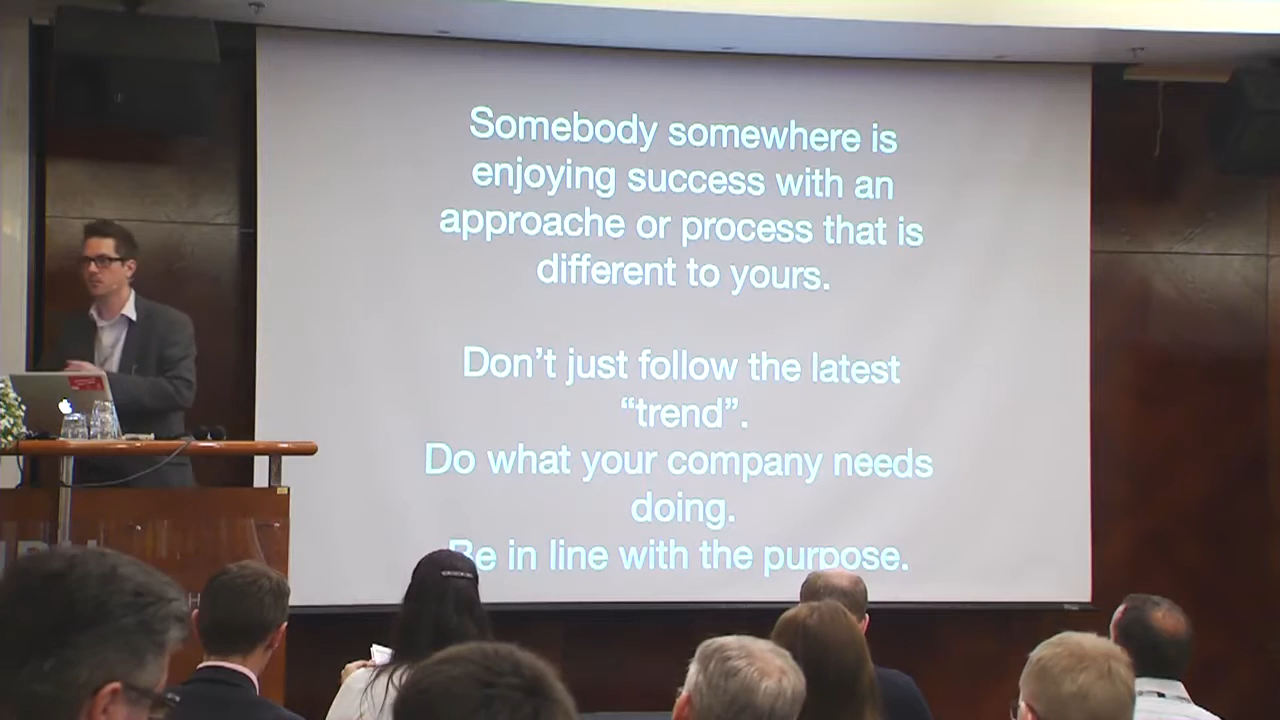 Somebody somewhere is
enjoying success with an
approache or process that is
different to yours.
Don’t just follow the latest
“trend”.
Do what your company needs
doing.
Be in line with the purpose.